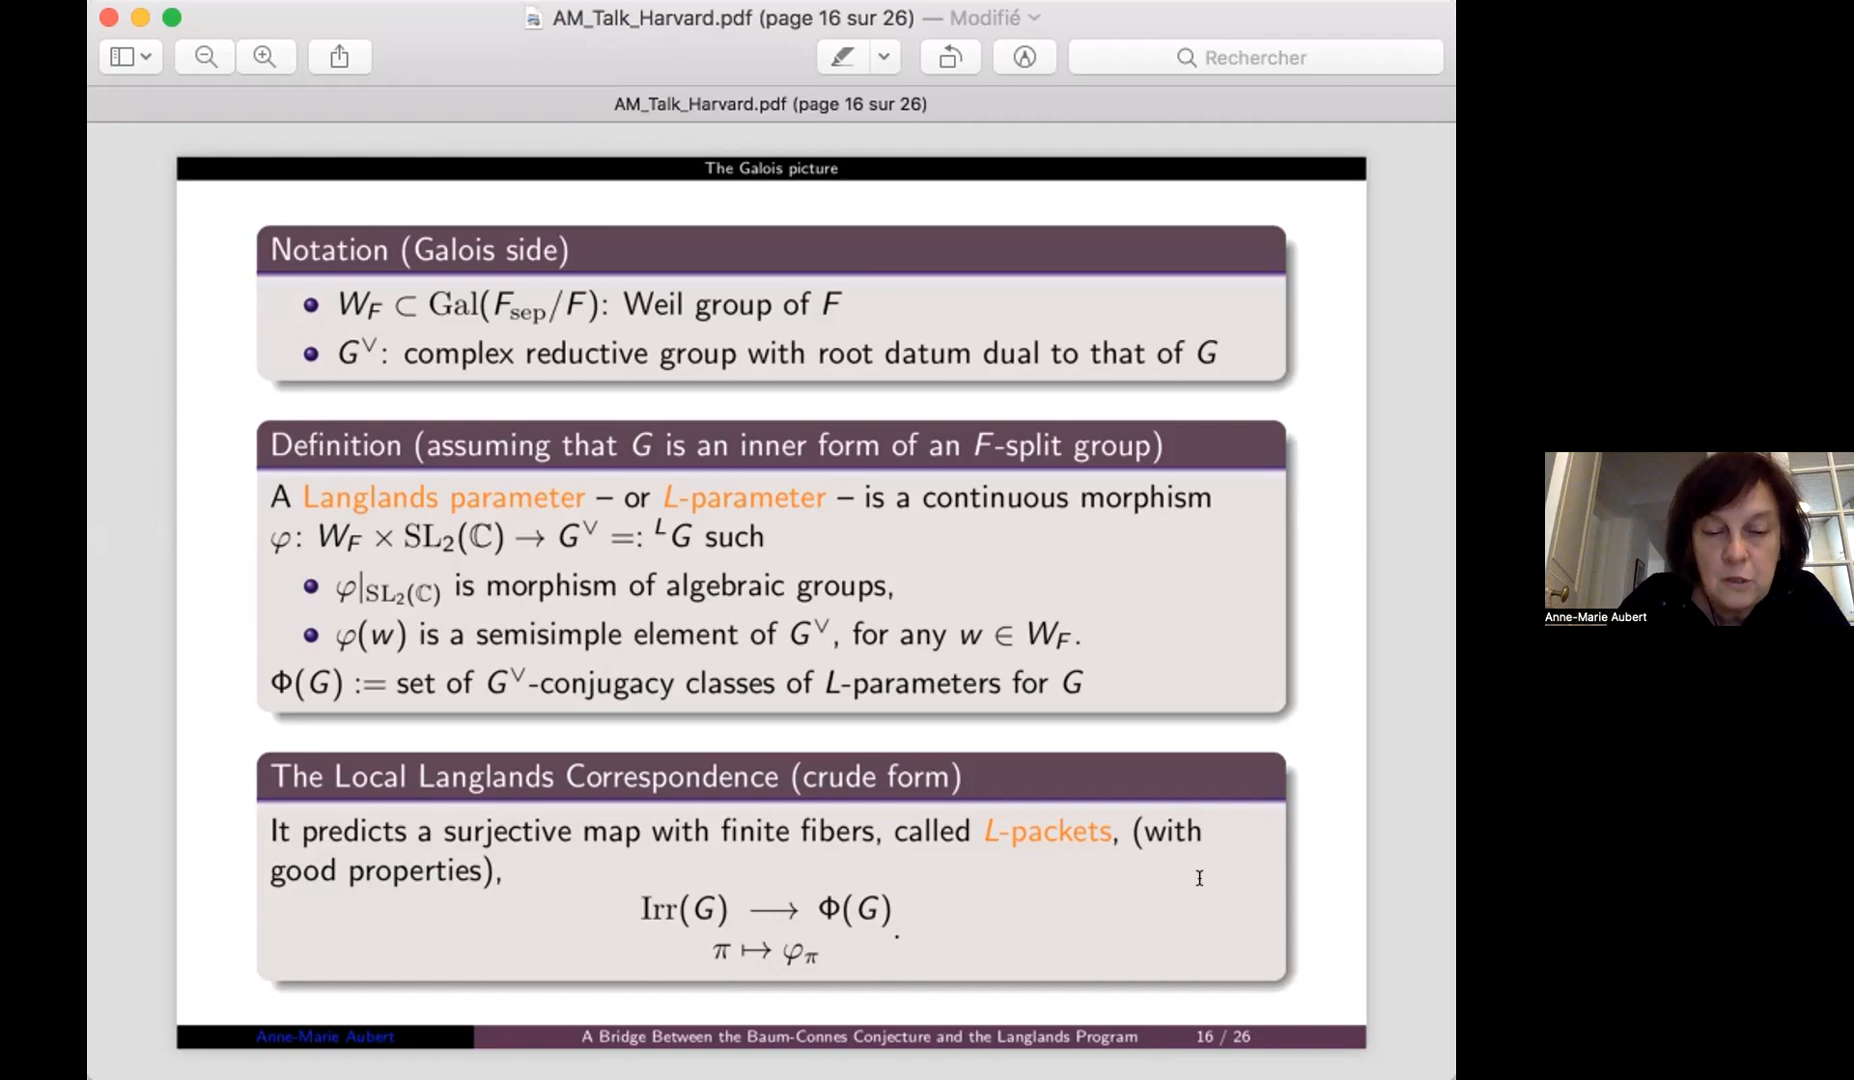 AM_Talk_Harvard.pdf (page 16 sur 26) — Modifié
Rechercher
AM_Talk_Harvard.pdf (page 16 sur 26)
The Galois picture
Notation (Galois side)
W_F ⊂ Gal(F_sep/F): Weil group of F
G^∨: complex reductive group with root datum dual to that of G
Definition (assuming that G is an inner form of an F-split group)
A Langlands parameter – or L-parameter – is a continuous morphism
φ: W_F × SL₂(ℂ) → G^∨ =: ^LG such
φ|_SL₂(ℂ) is morphism of algebraic groups,
φ(w) is a semisimple element of G^∨, for any w ∈ W_F.
Φ(G) := set of G^∨-conjugacy classes of L-parameters for G
The Local Langlands Correspondence (crude form)
It predicts a surjective map with finite fibers, called L-packets, (with
good properties),
Irr(G) ⟶ Φ(G)
π ↦ φ_π .
Anne-Marie Aubert
A Bridge Between the Baum-Connes Conjecture and the Langlands Program
16 / 26
Anne-Marie Aubert